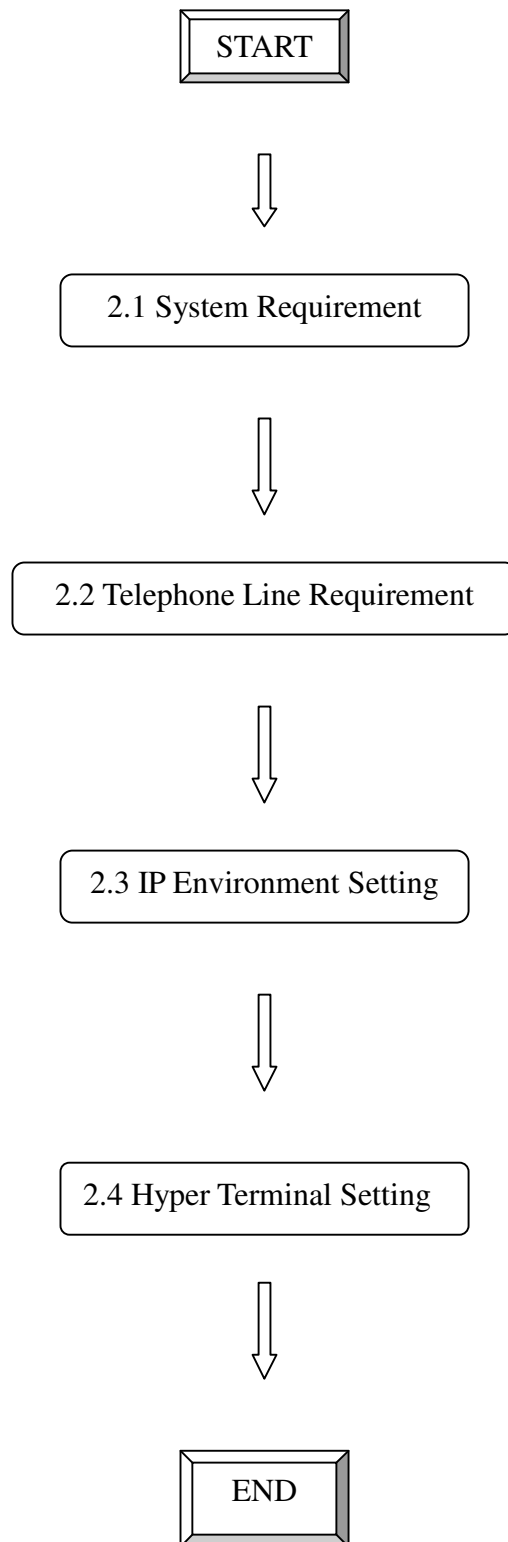 START
2.1 System Requirement
2.2 Telephone Line Requirement
2.3 IP Environment Setting
2.4 Hyper Terminal Setting
END